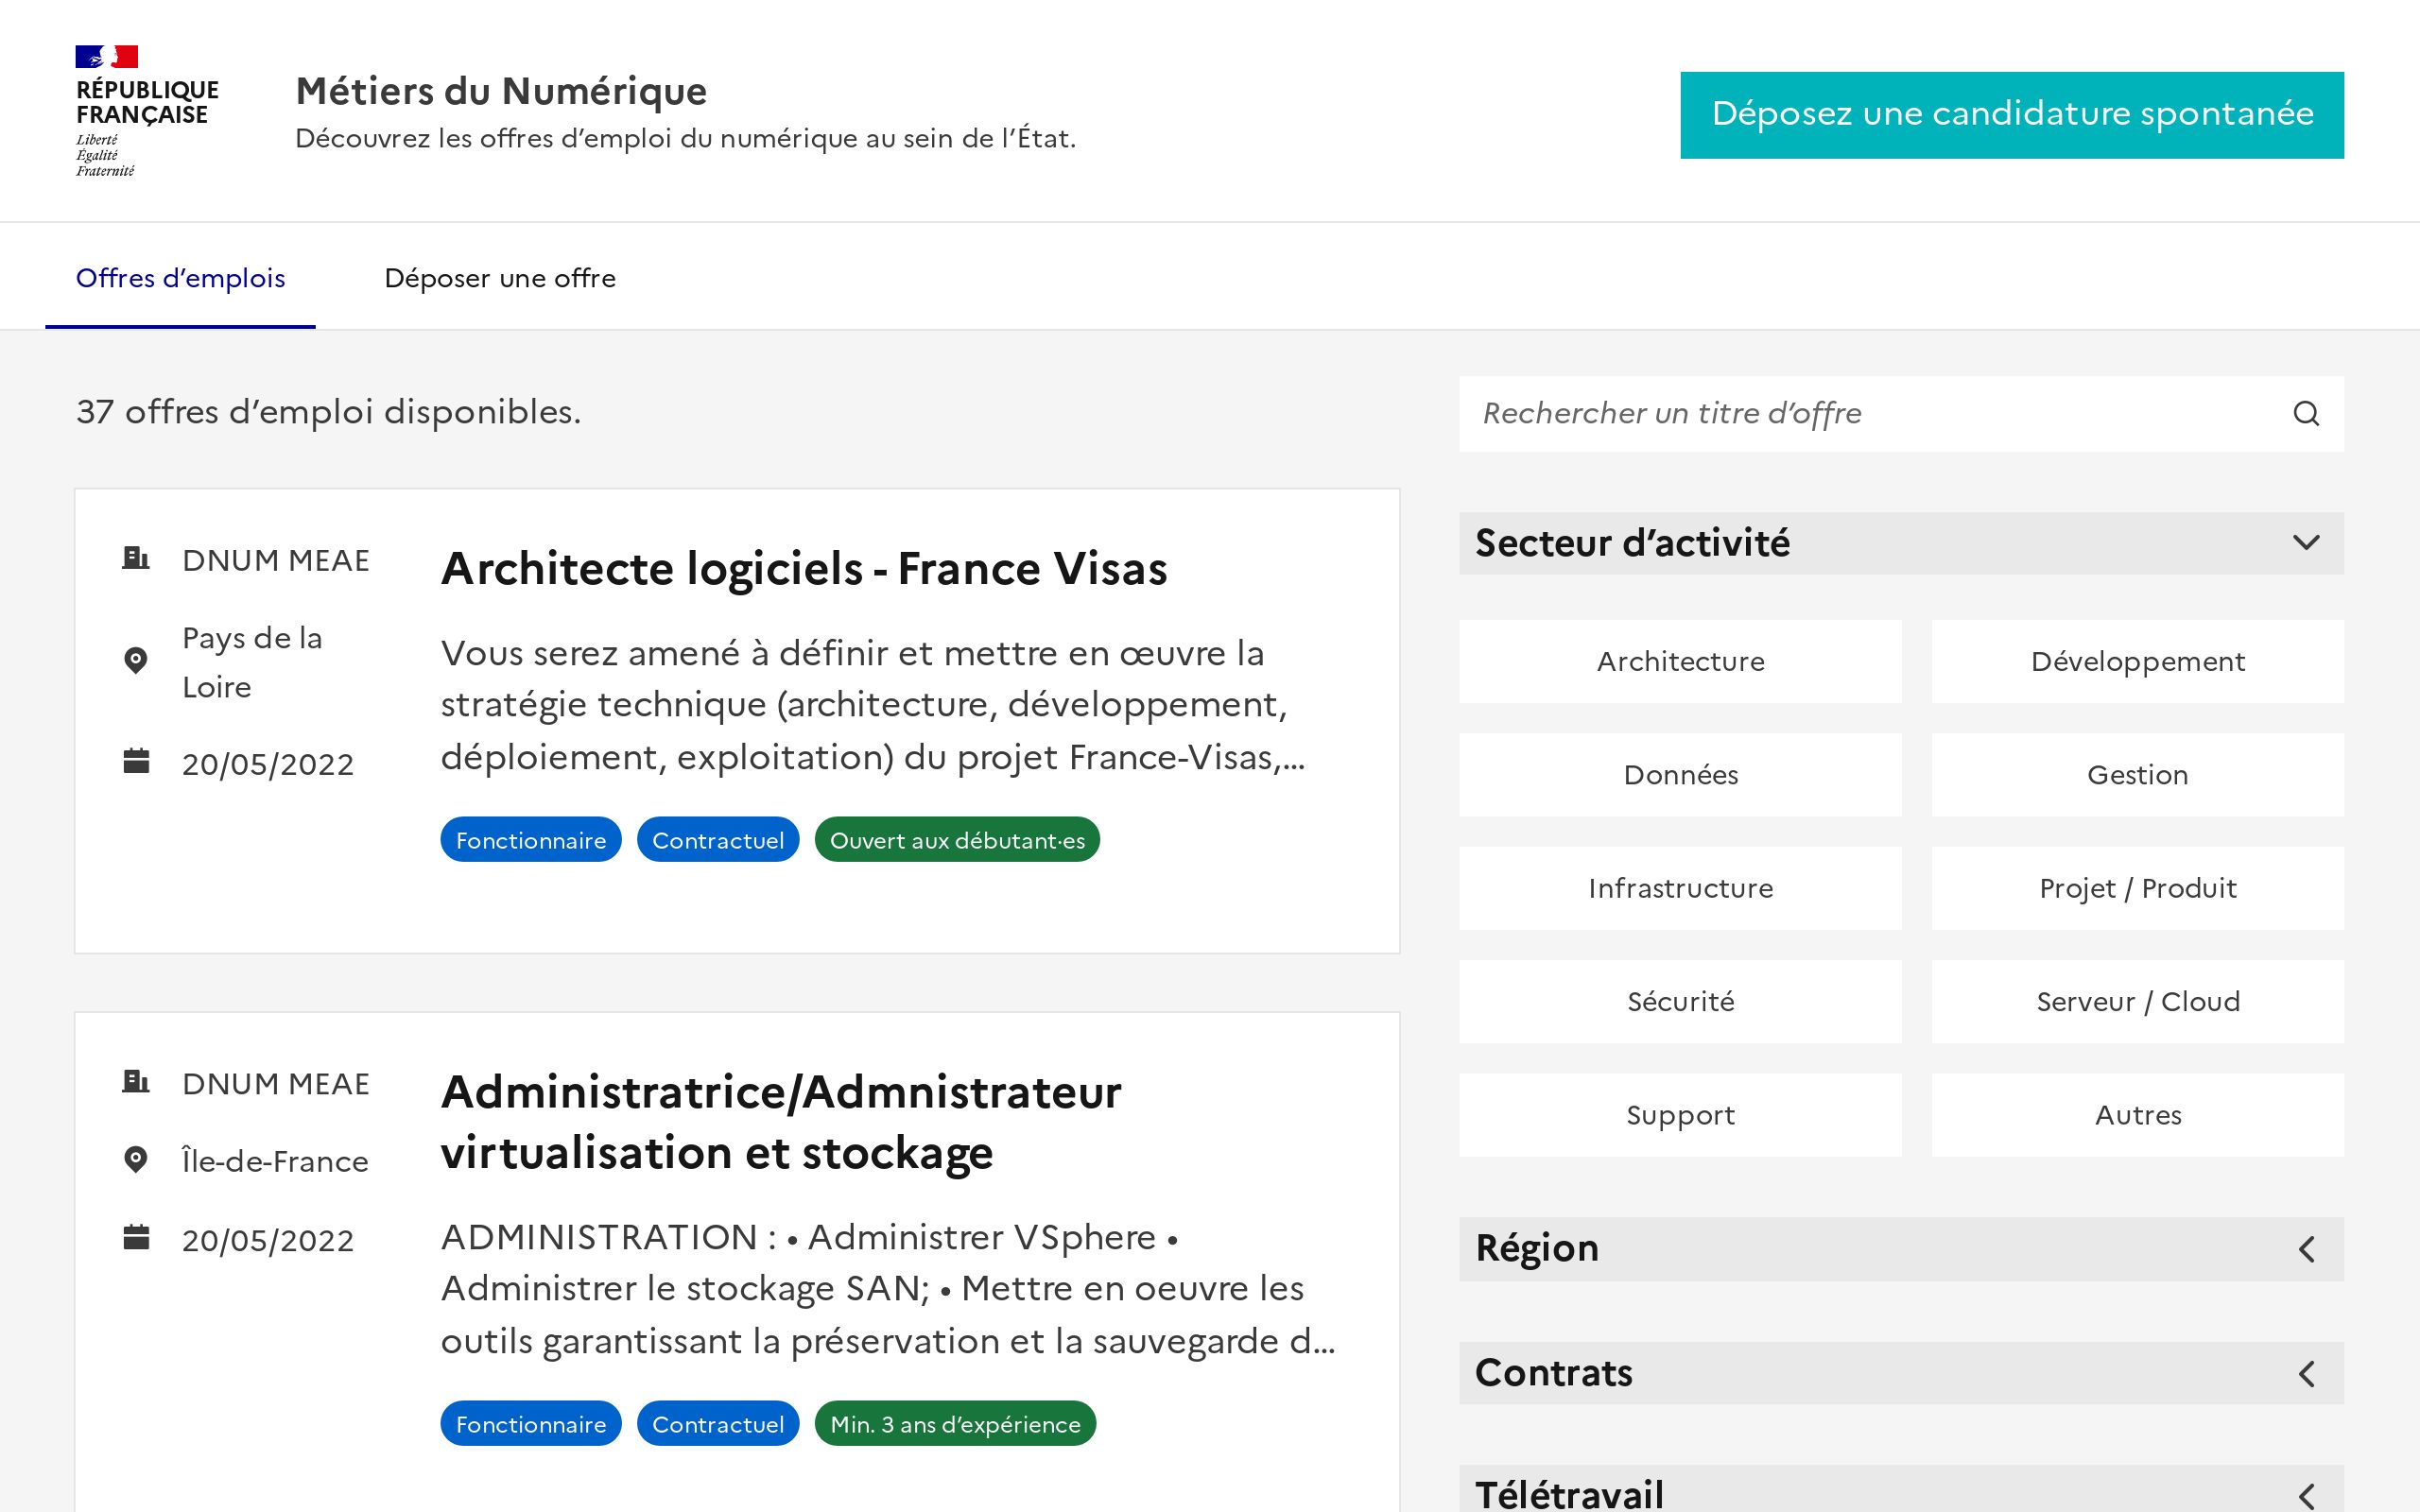 RÉPUBLIQUE
FRANÇAISE
Liberté
Égalité
Fraternité
Métiers du Numérique
Découvrez les offres d’emploi du numérique au sein de l’État.
Déposez une candidature spontanée
Offres d’emplois
Déposer une offre
37 offres d’emploi disponibles.
DNUM MEAE
Pays de la
Loire
20/05/2022
Architecte logiciels - France Visas
Vous serez amené à définir et mettre en œuvre la
stratégie technique (architecture, développement,
déploiement, exploitation) du projet France-Visas,…
Fonctionnaire
Contractuel
Ouvert aux débutant·es
DNUM MEAE
Île-de-France
20/05/2022
Administratrice/Admnistrateur
virtualisation et stockage
ADMINISTRATION : • Administrer VSphere •
Administrer le stockage SAN; • Mettre en oeuvre les
outils garantissant la préservation et la sauvegarde d…
Fonctionnaire
Contractuel
Min. 3 ans d’expérience
Rechercher un titre d’offre
Secteur d’activité
Architecture
Développement
Données
Gestion
Infrastructure
Projet / Produit
Sécurité
Serveur / Cloud
Support
Autres
Région
Contrats
Télétravail